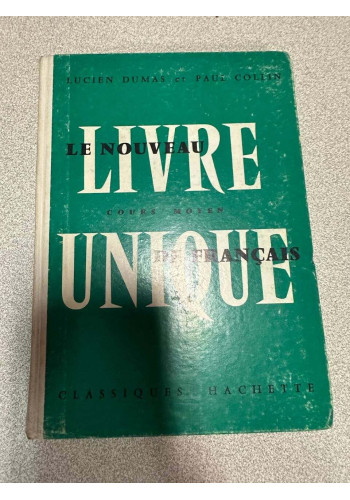 LUCIEN DUMAS ET PAUL COLLIN
LE NOUVEAU
LIVRE
COURS MOYEN
UNIQUE
DE FRANÇAIS
CLASSIQUES HACHETTE